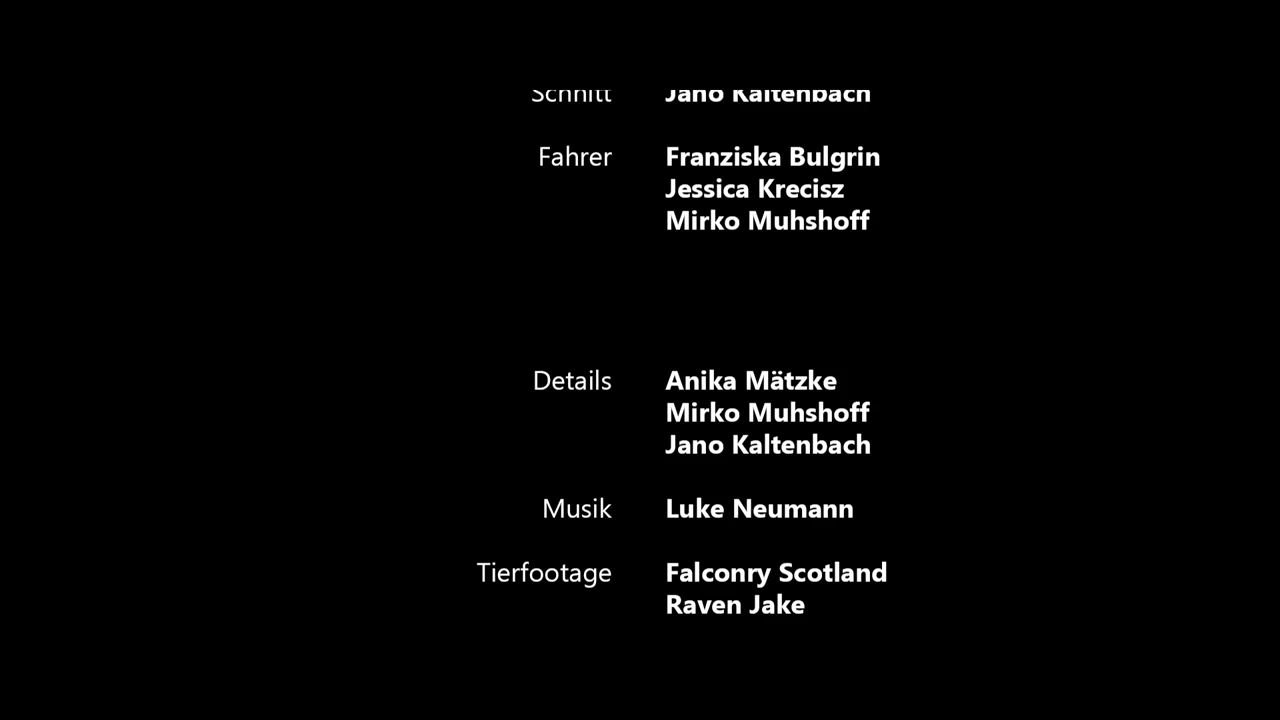 Schnitt Jano Kaltenbach
Fahrer Franziska Bulgrin
Jessica Krecisz
Mirko Muhshoff
Details Anika Mätzke
Mirko Muhshoff
Jano Kaltenbach
Musik Luke Neumann
Tierfootage Falconry Scotland
Raven Jake